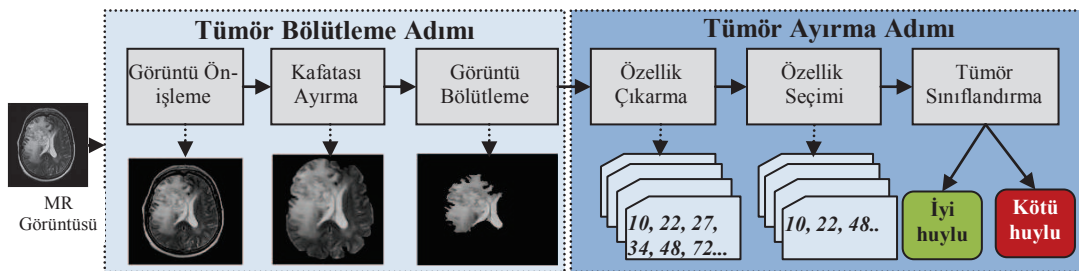 Tümör Bölütleme Adımı
Görüntü Ön-
işleme
Kafatası
Ayırma
Görüntü
Bölütleme
MR
Görüntüsü
Tümör Ayırma Adımı
Özellik
Çıkarma
Özellik
Seçimi
Tümör
Sınıflandırma
10, 22, 27,
34, 48, 72...
10, 22, 48..
İyi
huylu
Kötü
huylu